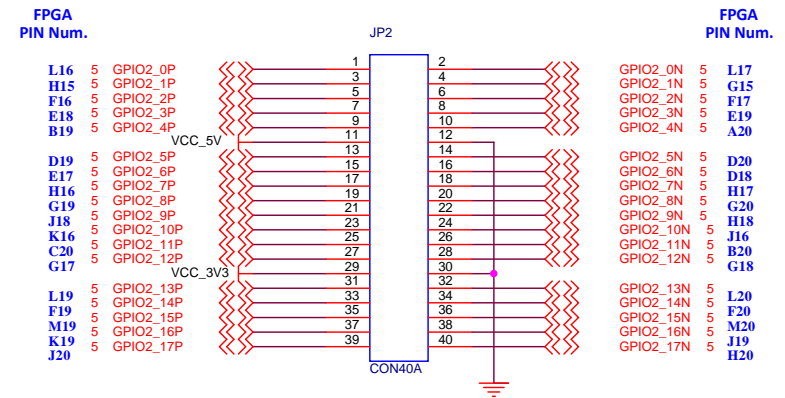 FPGA
PIN Num.
JP2
FPGA
PIN Num.
L16 5 GPIO2_0P 1 2 GPIO2_0N 5 L17
H15 5 GPIO2_1P 3 4 GPIO2_1N 5 G15
F16 5 GPIO2_2P 5 6 GPIO2_2N 5 F17
E18 5 GPIO2_3P 7 8 GPIO2_3N 5 E19
B19 5 GPIO2_4P 9 10 GPIO2_4N 5 A20
VCC_5V 11 12
D19 5 GPIO2_5P 13 14 GPIO2_5N 5 D20
E17 5 GPIO2_6P 15 16 GPIO2_6N 5 D18
H16 5 GPIO2_7P 17 18 GPIO2_7N 5 H17
G19 5 GPIO2_8P 19 20 GPIO2_8N 5 G20
J18 5 GPIO2_9P 21 22 GPIO2_9N 5 H18
K16 5 GPIO2_10P 23 24 GPIO2_10N 5 J16
C20 5 GPIO2_11P 25 26 GPIO2_11N 5 B20
G17 5 GPIO2_12P 27 28 GPIO2_12N 5 G18
VCC_3V3 29 30
L19 5 GPIO2_13P 31 32 GPIO2_13N 5 L20
F19 5 GPIO2_14P 33 34 GPIO2_14N 5 F20
M19 5 GPIO2_15P 35 36 GPIO2_15N 5 M20
K19 5 GPIO2_16P 37 38 GPIO2_16N 5 J19
J20 5 GPIO2_17P 39 40 GPIO2_17N 5 H20
CON40A